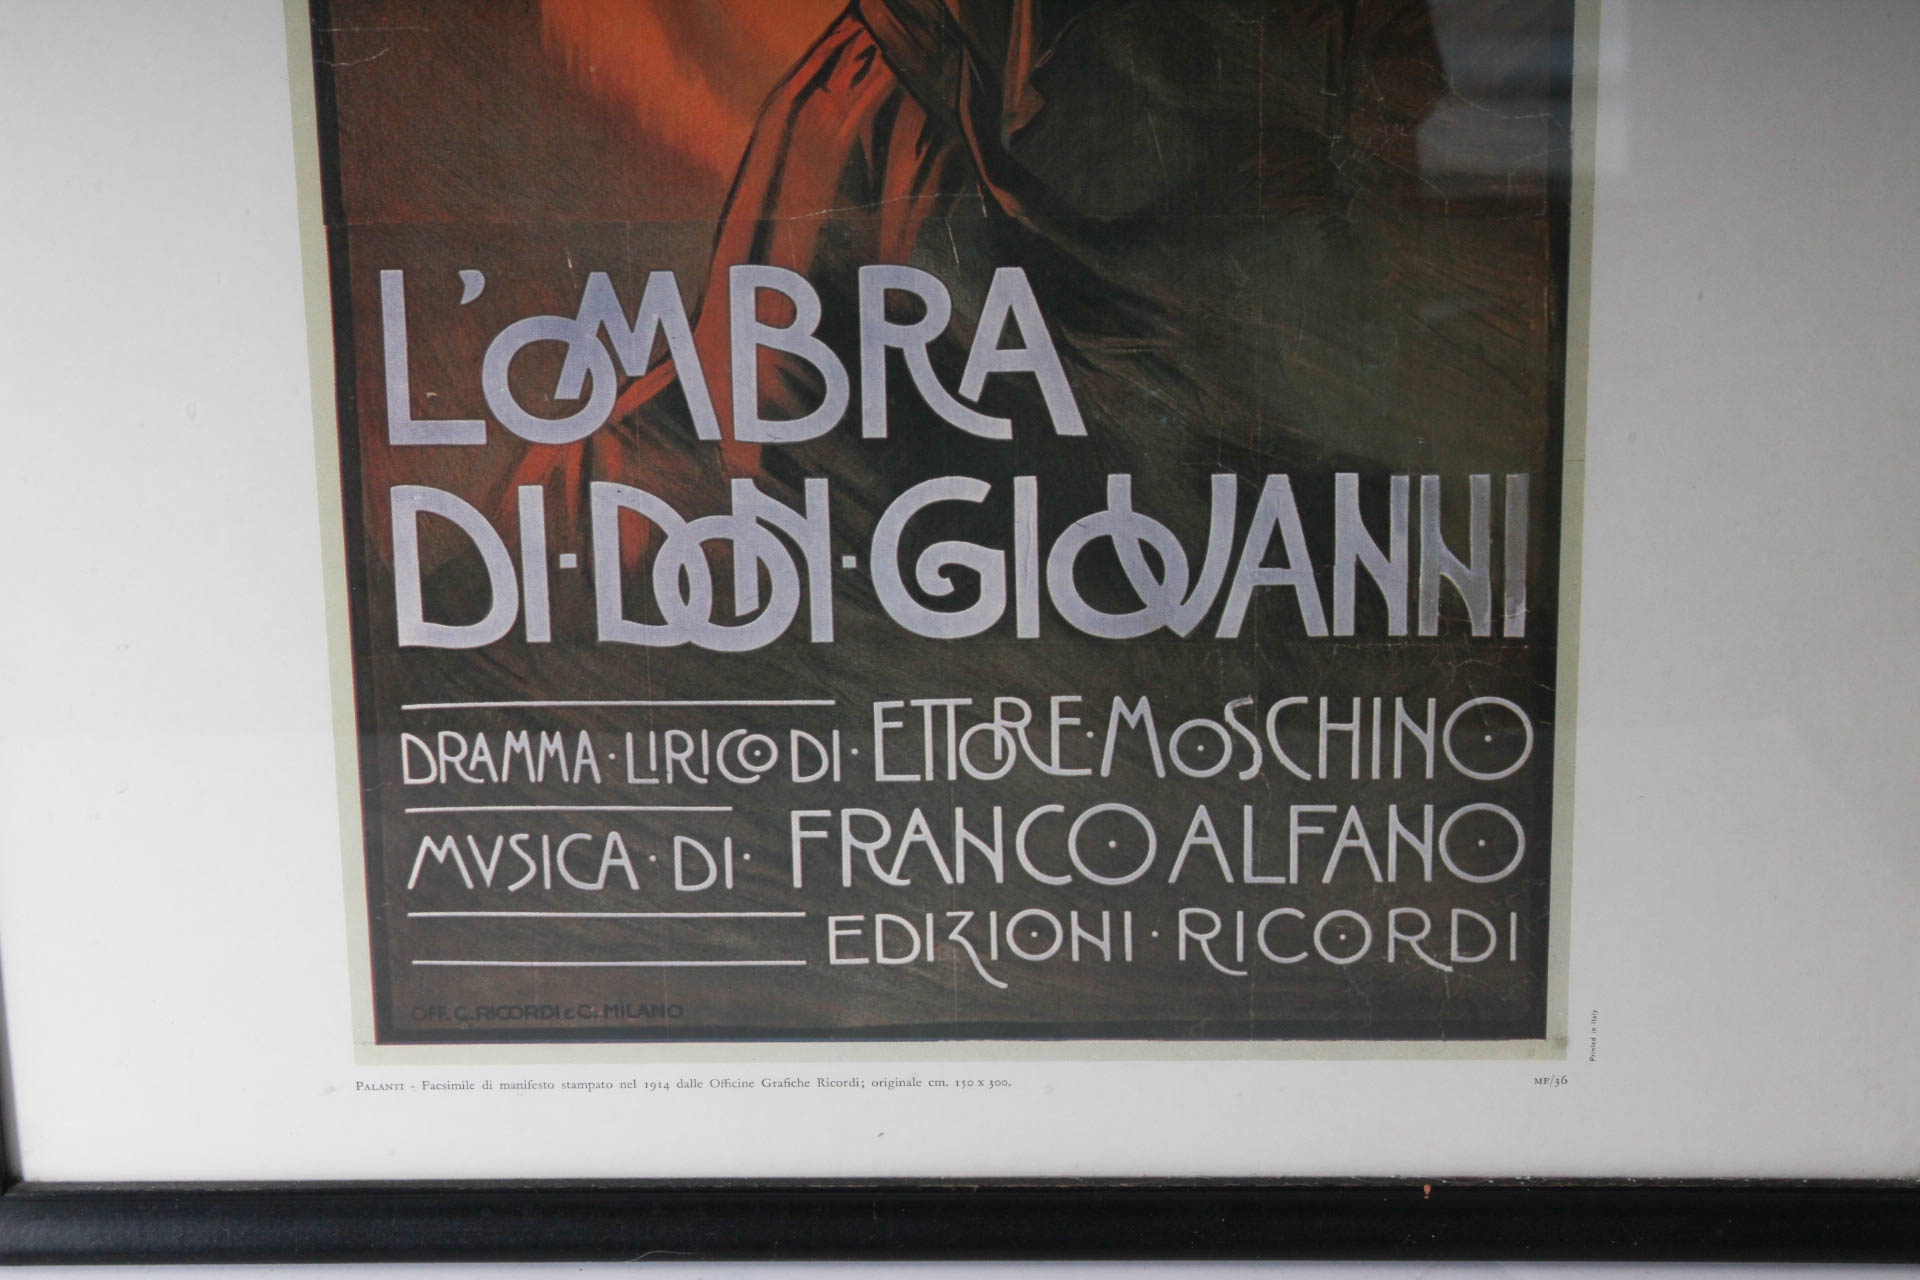 L'OMBRA
DI·DON·GIOVANNI
DRAMMA·LIRICO DI·ETTORE·MOSCHINO
MVSICA·DI·FRANCO ALFANO
EDIZIONI·RICORDI
OFF. G. RICORDI & C. MILANO
Printed in Italy
PALANTI - Facsimile di manifesto stampato nel 1914 dalle Officine Grafiche Ricordi; originale cm. 150 x 300.
MF/36